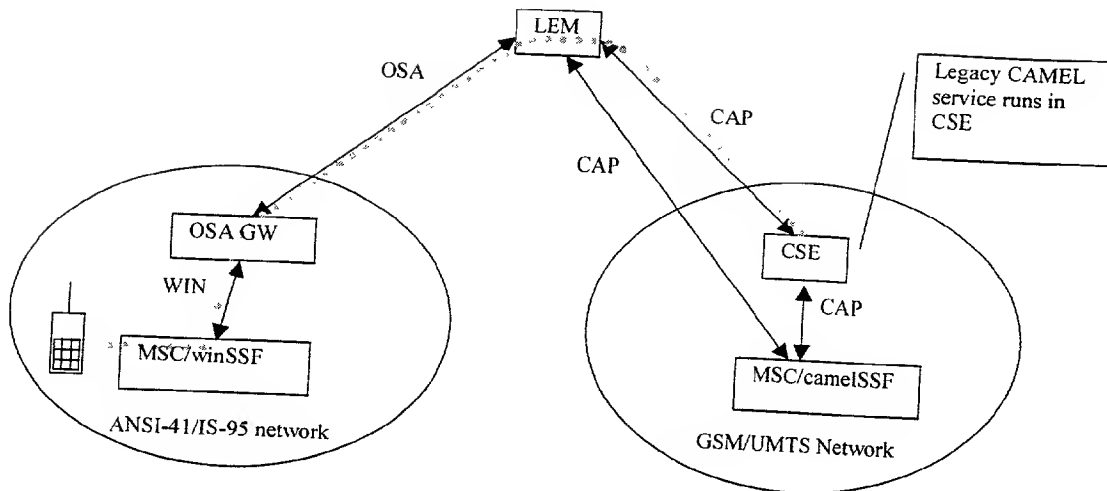 LEM
OSA
Legacy CAMEL
service runs in
CSE
CAP
CAP
OSA GW
CSE
WIN
CAP
MSC/winSSF
MSC/camelSSF
ANSI-41/IS-95 network
GSM/UMTS Network